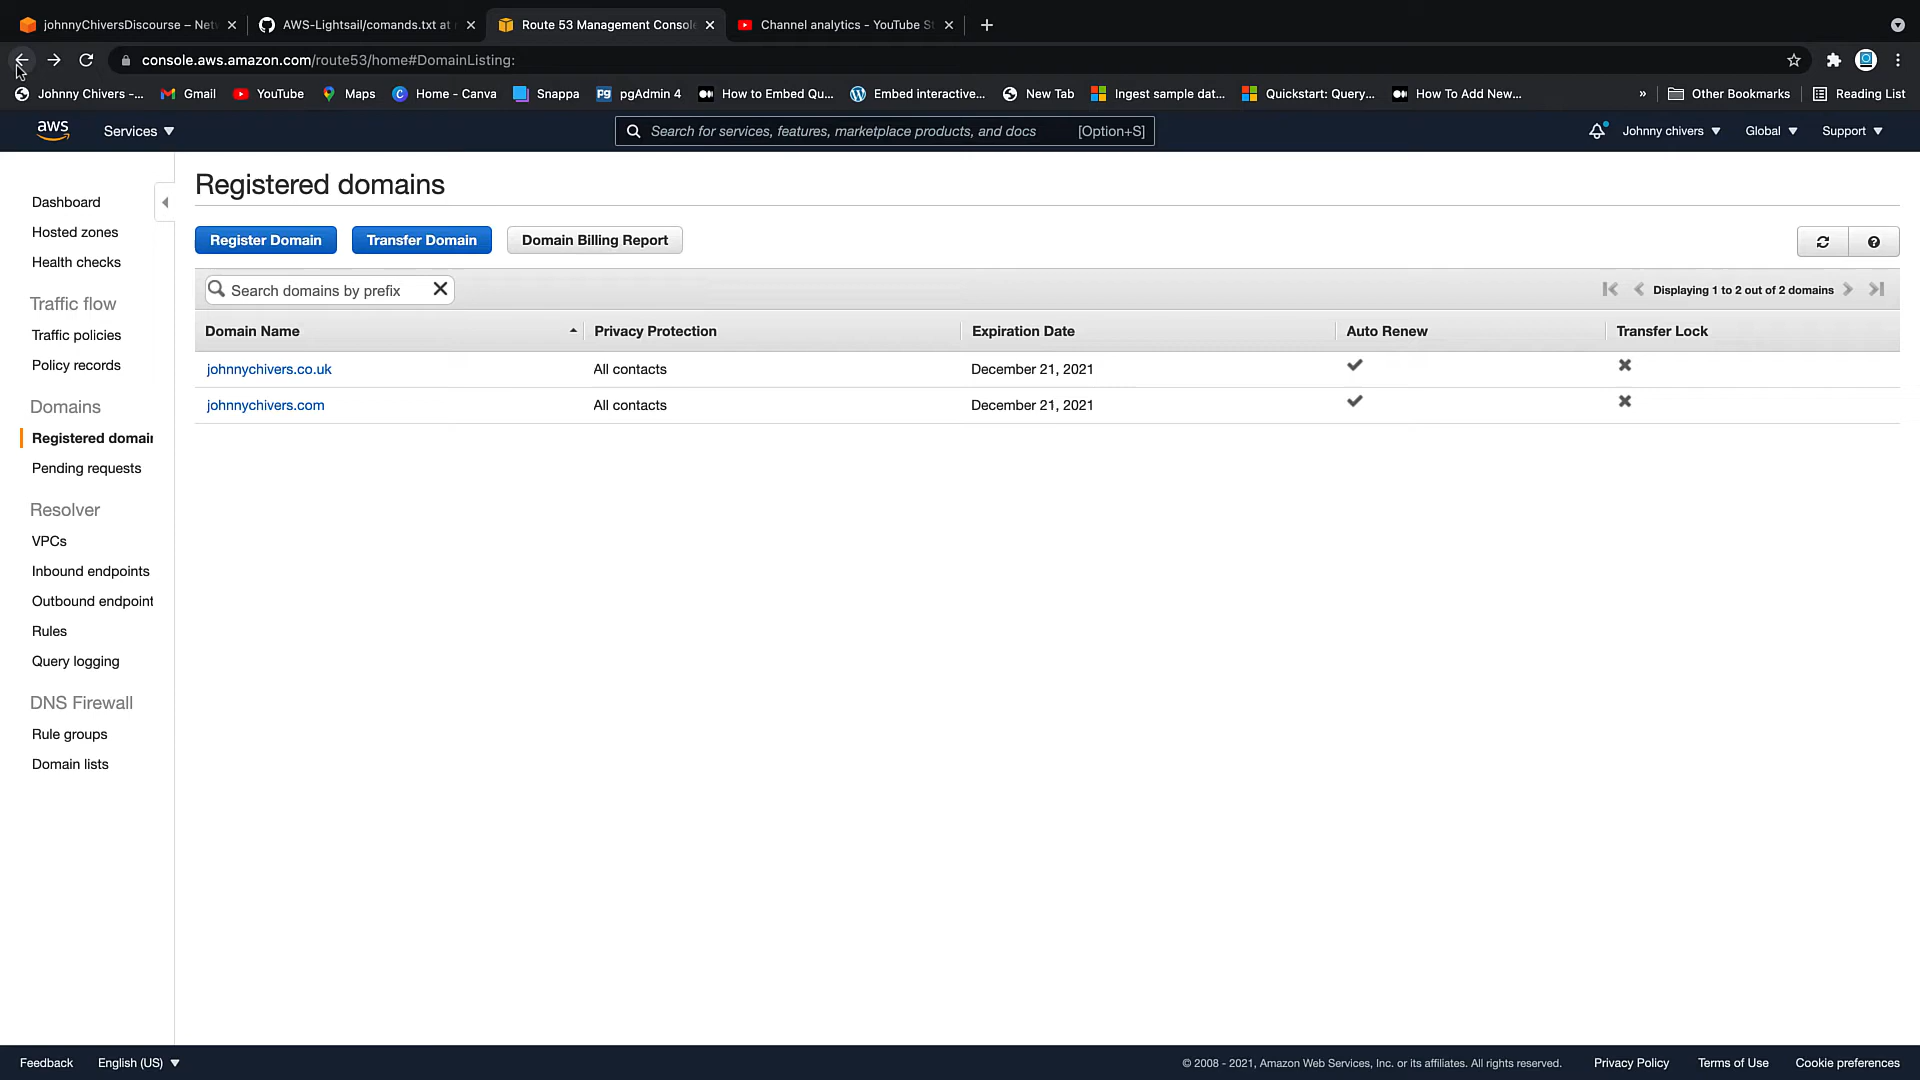 johnnyChiversDiscourse – Net
AWS-Lightsail/comands.txt at
Route 53 Management Conso
Channel analytics - YouTube S
console.aws.amazon.com/route53/home#DomainListing:
Johnny Chivers -...
Gmail
YouTube
Maps
Home - Canva
Snappa
pgAdmin 4
How to Embed Qu...
Embed interactive...
New Tab
Ingest sample dat...
Quickstart: Query...
How To Add New...
»
Other Bookmarks
Reading List
aws
Services
Search for services, features, marketplace products, and docs [Option+S]
Johnny chivers
Global
Support
Dashboard
Hosted zones
Health checks
Traffic flow
Traffic policies
Policy records
Domains
Registered domain
Pending requests
Resolver
VPCs
Inbound endpoints
Outbound endpoint
Rules
Query logging
DNS Firewall
Rule groups
Domain lists
Registered domains
Register Domain
Transfer Domain
Domain Billing Report
Search domains by prefix
Displaying 1 to 2 out of 2 domains
Domain Name Privacy Protection Expiration Date Auto Renew Transfer Lock
johnnychivers.co.uk All contacts December 21, 2021
johnnychivers.com All contacts December 21, 2021
Feedback
English (US)
© 2008 - 2021, Amazon Web Services, Inc. or its affiliates. All rights reserved.
Privacy Policy
Terms of Use
Cookie preferences